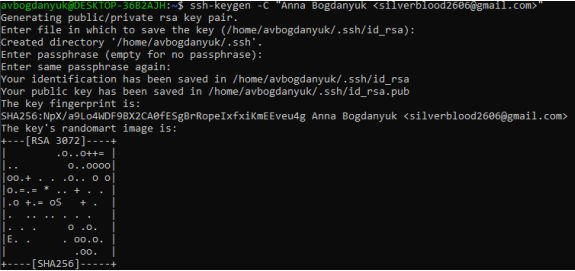 avbogdanyuk@DESKTOP-36B2AJH:~$ ssh-keygen -C "Anna Bogdanyuk <silverblood2606@gmail.com>"
Generating public/private rsa key pair.
Enter file in which to save the key (/home/avbogdanyuk/.ssh/id_rsa):
Created directory '/home/avbogdanyuk/.ssh'.
Enter passphrase (empty for no passphrase):
Enter same passphrase again:
Your identification has been saved in /home/avbogdanyuk/.ssh/id_rsa
Your public key has been saved in /home/avbogdanyuk/.ssh/id_rsa.pub
The key fingerprint is:
SHA256:NpX/a9Lo4WDF9BX2CA0fESgBrRopeIxfxiKmEEveu4g Anna Bogdanyuk <silverblood2606@gmail.com>
The key's randomart image is:
+---[RSA 3072]----+
|        .o..o++= |
|..        o..oooo|
|oo.+ . . .o.. o o|
|o.=.= * .. + . . |
|.o +.= oS   + .  |
|.  .. .. . . .   |
|. . .     o .o.  |
|E. .     . oo.o. |
|           .oo.  |
+----[SHA256]-----+